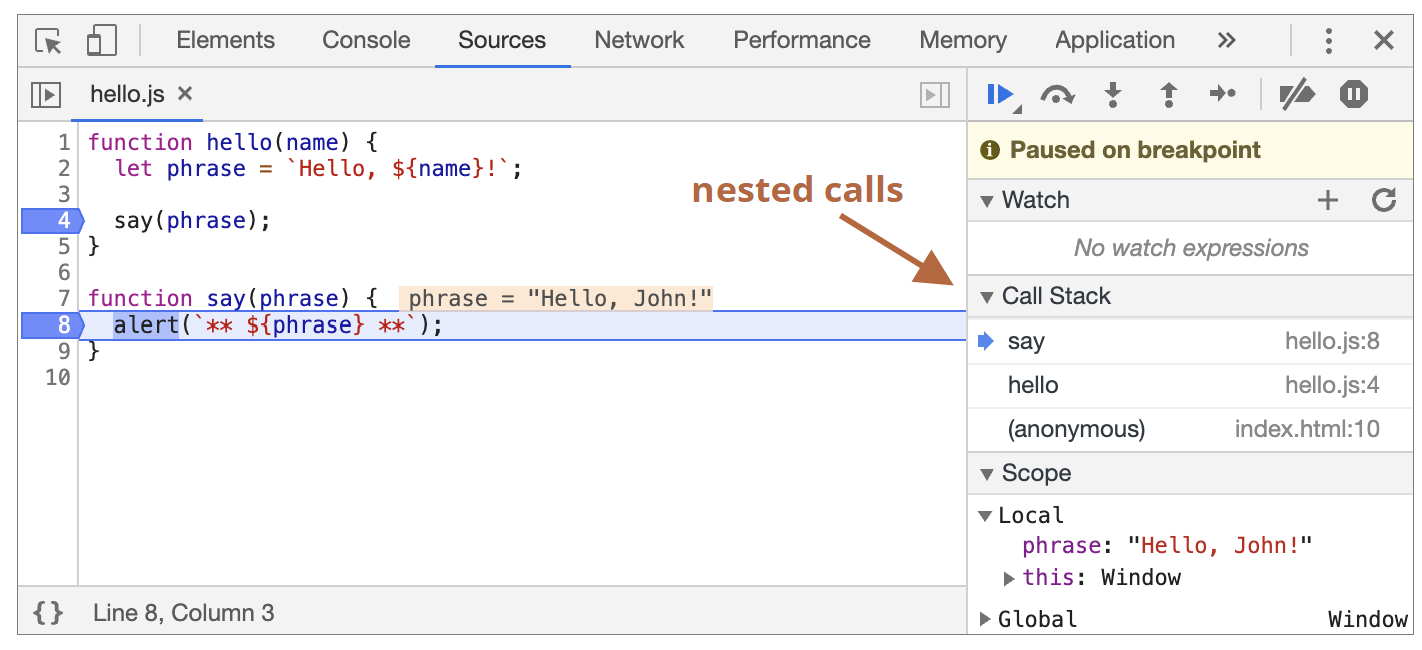 Elements Console Sources Network Performance Memory Application »
hello.js ×
1 function hello(name) {
2 let phrase = `Hello, ${name}!`;
3
4 say(phrase);
5 }
6
7 function say(phrase) { phrase = "Hello, John!"
8 alert(`** ${phrase} **`);
9 }
10
{} Line 8, Column 3
nested calls
Paused on breakpoint
Watch
No watch expressions
Call Stack
say hello.js:8
hello hello.js:4
(anonymous) index.html:10
Scope
Local
phrase: "Hello, John!"
this: Window
Global Window